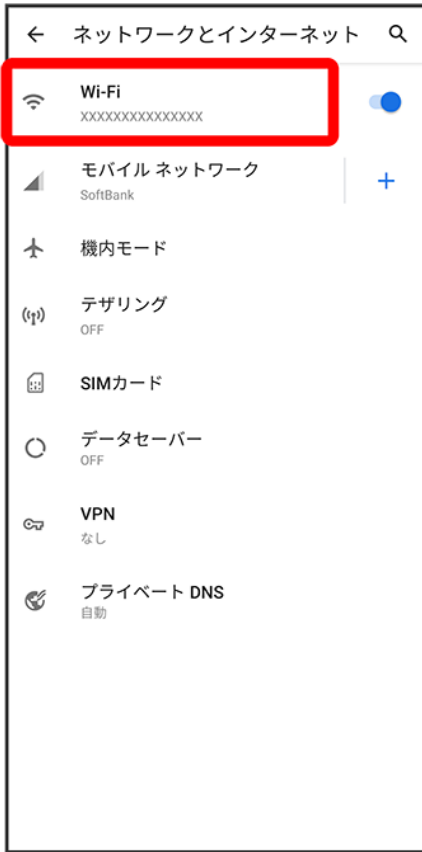 ネットワークとインターネット
Wi-Fi
XXXXXXXXXXXXXXX
モバイル ネットワーク
SoftBank
機内モード
テザリング
OFF
SIMカード
データセーバー
OFF
VPN
なし
プライベート DNS
自動